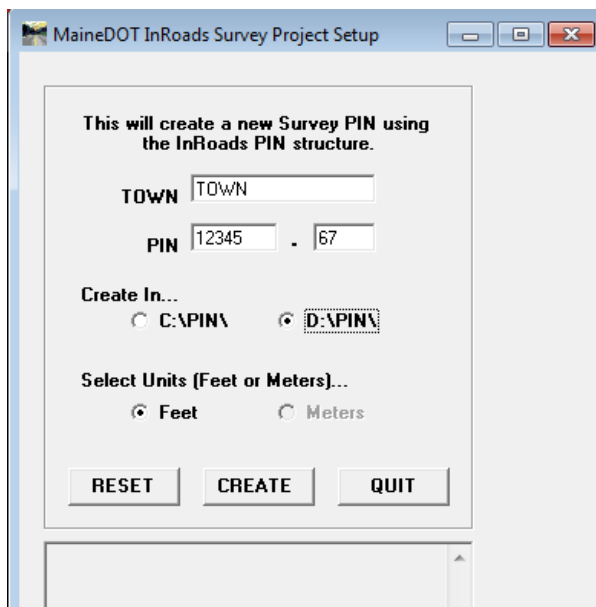 MaineDOT InRoads Survey Project Setup
This will create a new Survey PIN using
the InRoads PIN structure.
TOWN TOWN
PIN 12345 . 67
Create In...
C:\PIN\ D:\PIN\
Select Units (Feet or Meters)...
Feet Meters
RESET CREATE QUIT